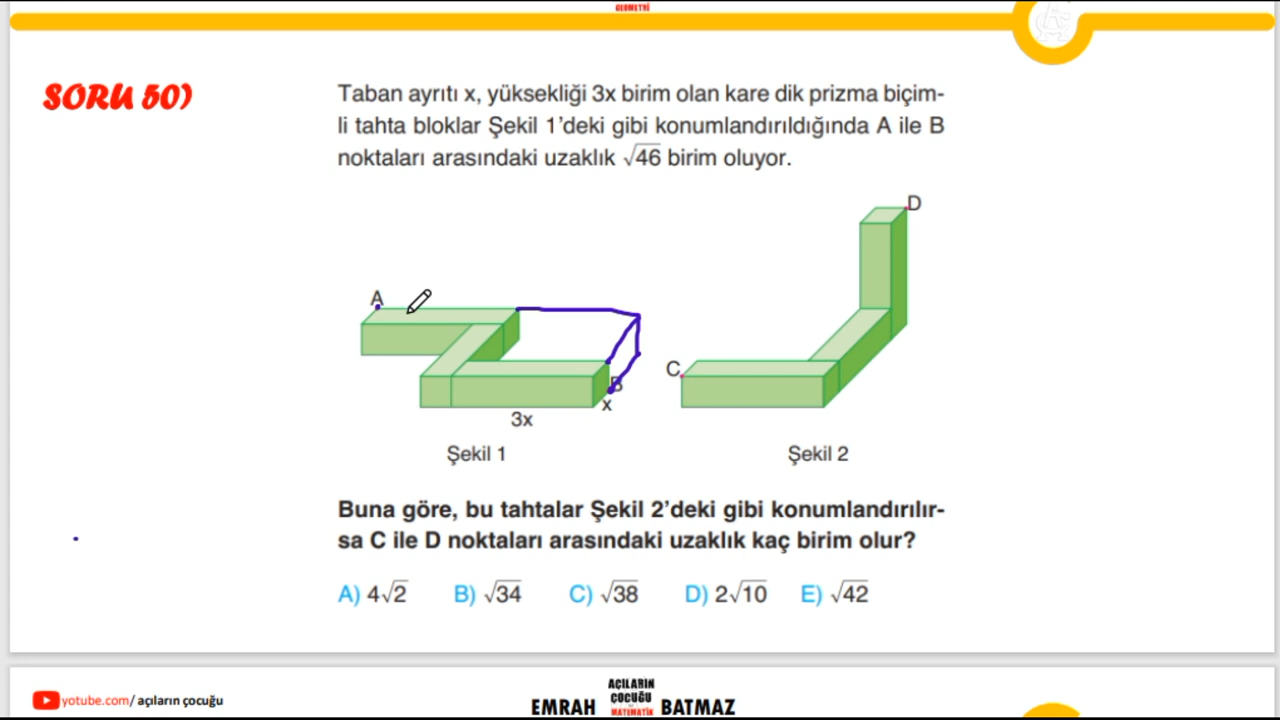 GEOMETRİ
SORU 50)
Taban ayrıtı x, yüksekliği 3x birim olan kare dik prizma biçim-
li tahta bloklar Şekil 1’deki gibi konumlandırıldığında A ile B
noktaları arasındaki uzaklık √46 birim oluyor.
D
A
C
B
x
3x
Şekil 1
Şekil 2
Buna göre, bu tahtalar Şekil 2’deki gibi konumlandırılır-
sa C ile D noktaları arasındaki uzaklık kaç birim olur?
A) 4√2 B) √34 C) √38 D) 2√10 E) √42
yotube.com/ açıların çocuğu
AÇILARIN
ÇOCUĞU
EMRAH MATEMATİK BATMAZ